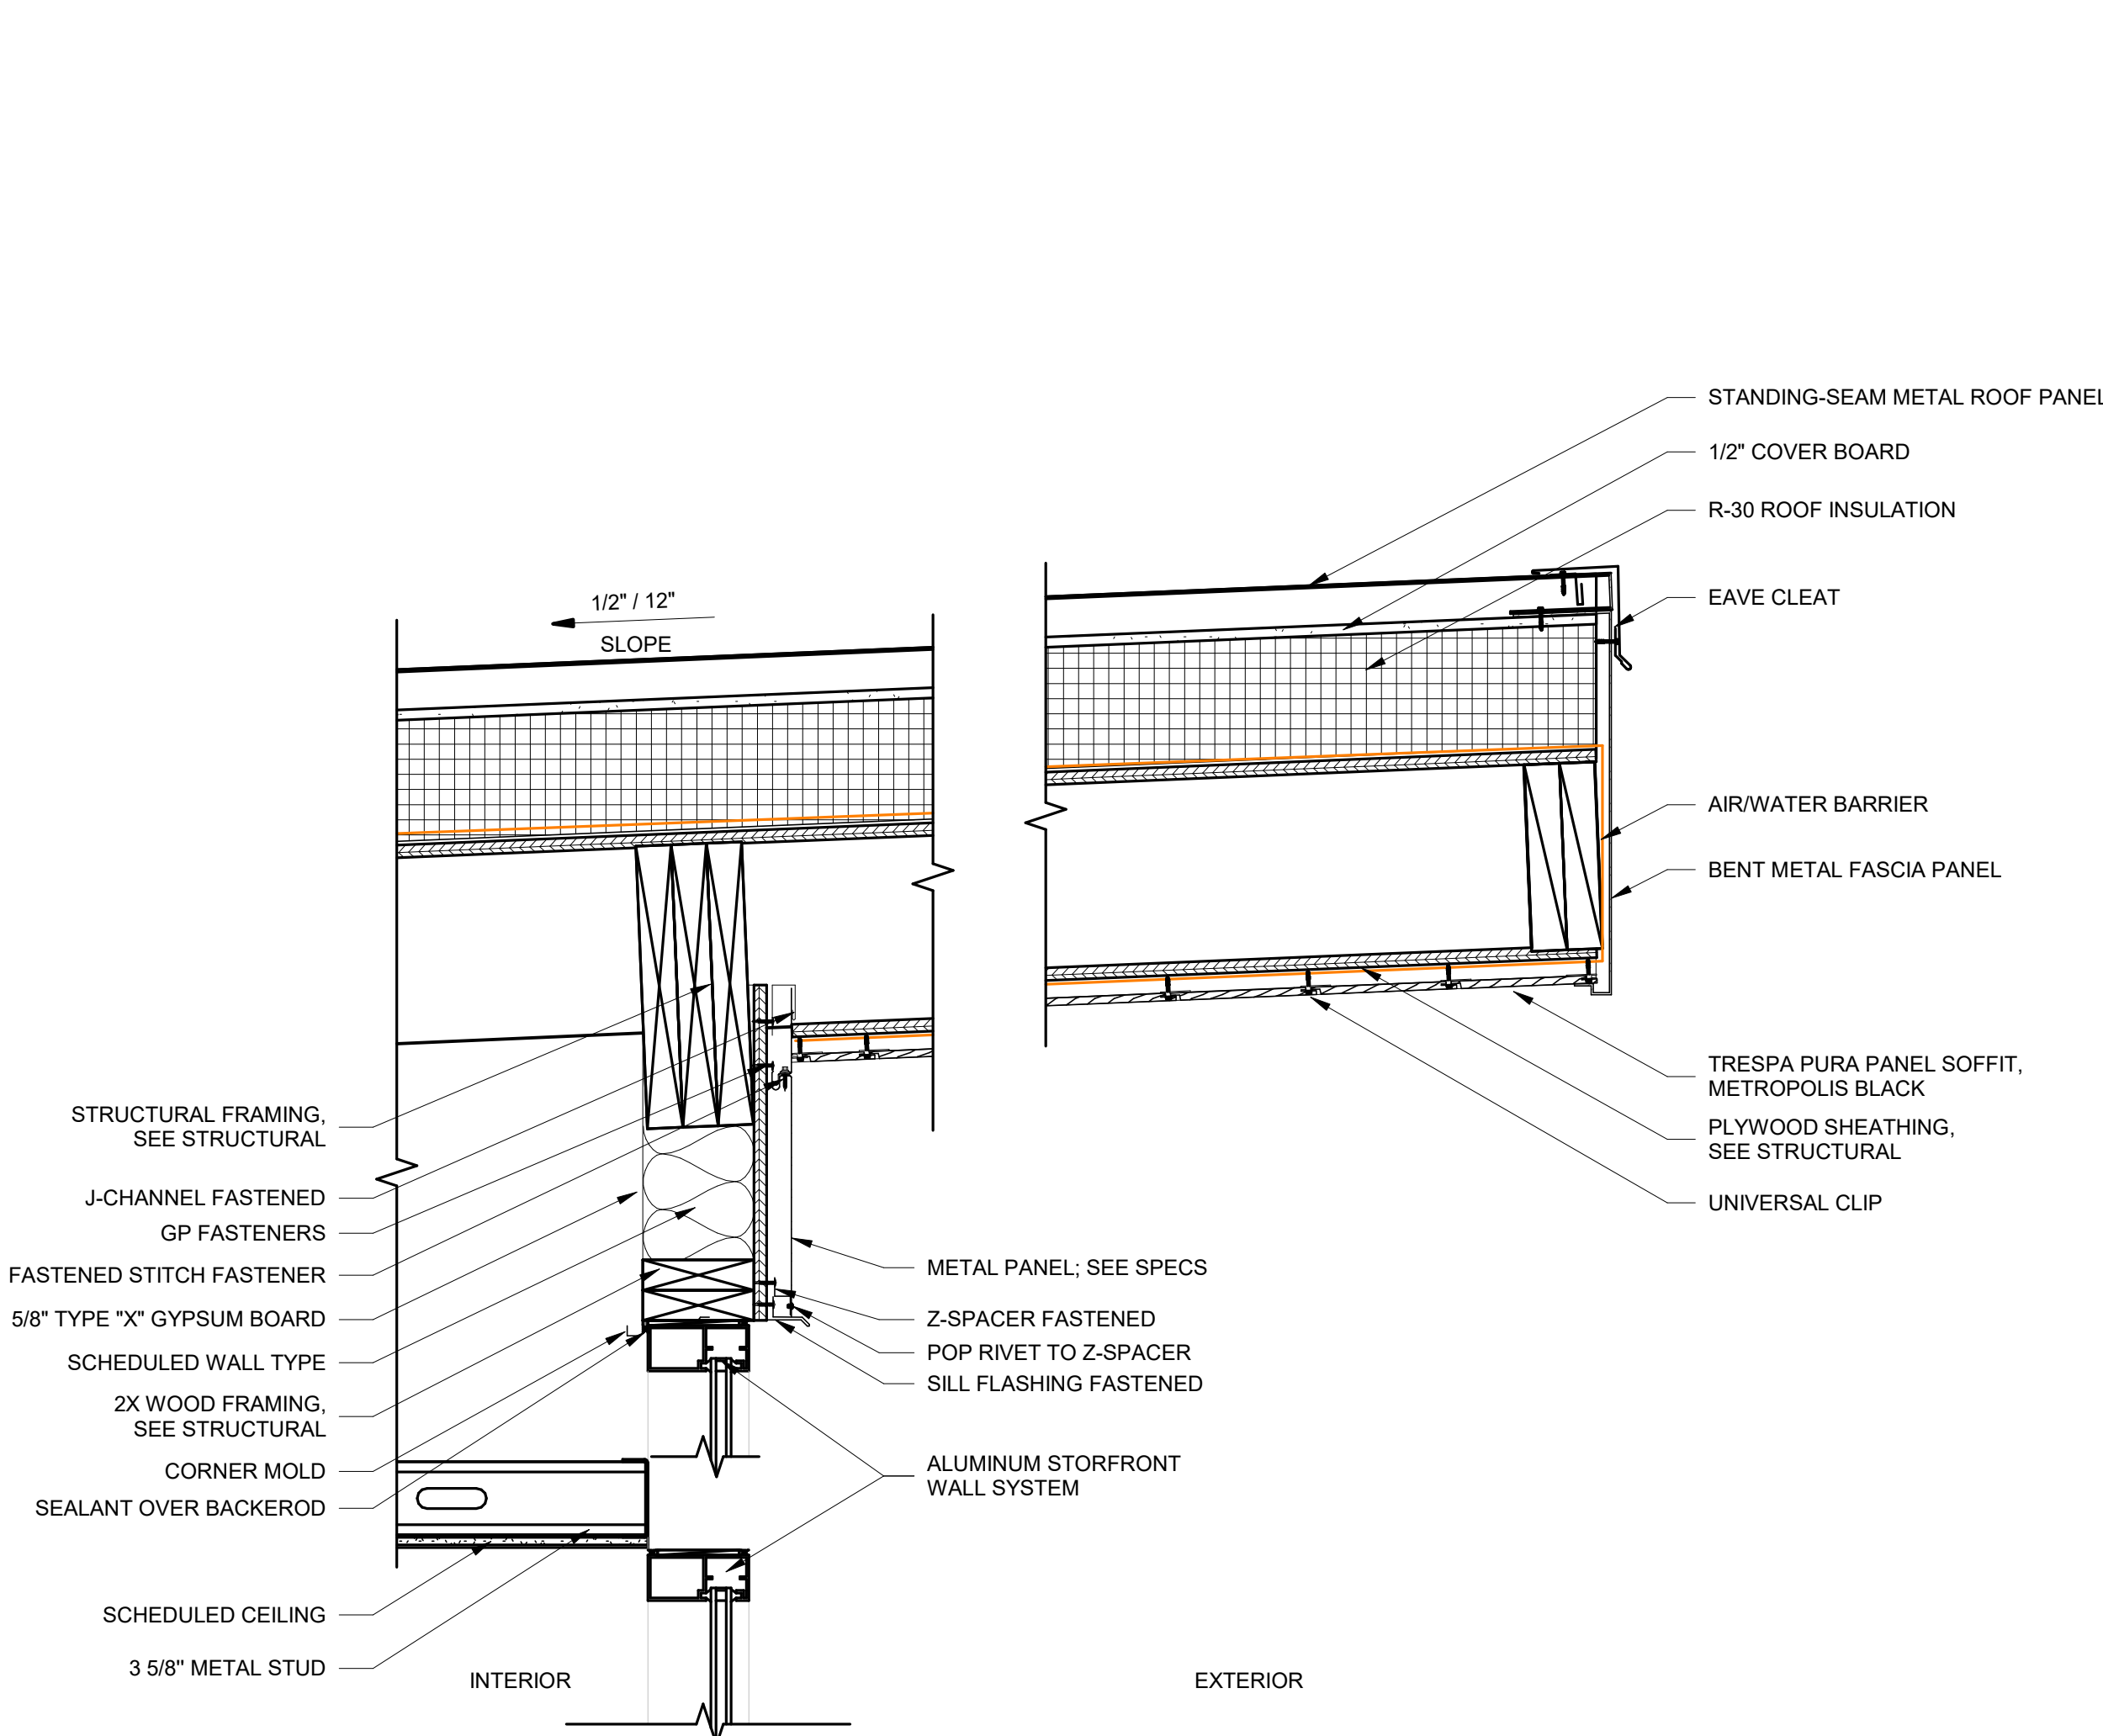 STANDING-SEAM METAL ROOF PANEL
1/2" COVER BOARD
R-30 ROOF INSULATION
EAVE CLEAT
1/2" / 12"
SLOPE
AIR/WATER BARRIER
BENT METAL FASCIA PANEL
TRESPA PURA PANEL SOFFIT,
METROPOLIS BLACK
PLYWOOD SHEATHING,
SEE STRUCTURAL
UNIVERSAL CLIP
STRUCTURAL FRAMING,
SEE STRUCTURAL
J-CHANNEL FASTENED
GP FASTENERS
FASTENED STITCH FASTENER
5/8" TYPE "X" GYPSUM BOARD
SCHEDULED WALL TYPE
2X WOOD FRAMING,
SEE STRUCTURAL
CORNER MOLD
SEALANT OVER BACKEROD
SCHEDULED CEILING
3 5/8" METAL STUD
METAL PANEL; SEE SPECS
Z-SPACER FASTENED
POP RIVET TO Z-SPACER
SILL FLASHING FASTENED
ALUMINUM STORFRONT
WALL SYSTEM
INTERIOR
EXTERIOR